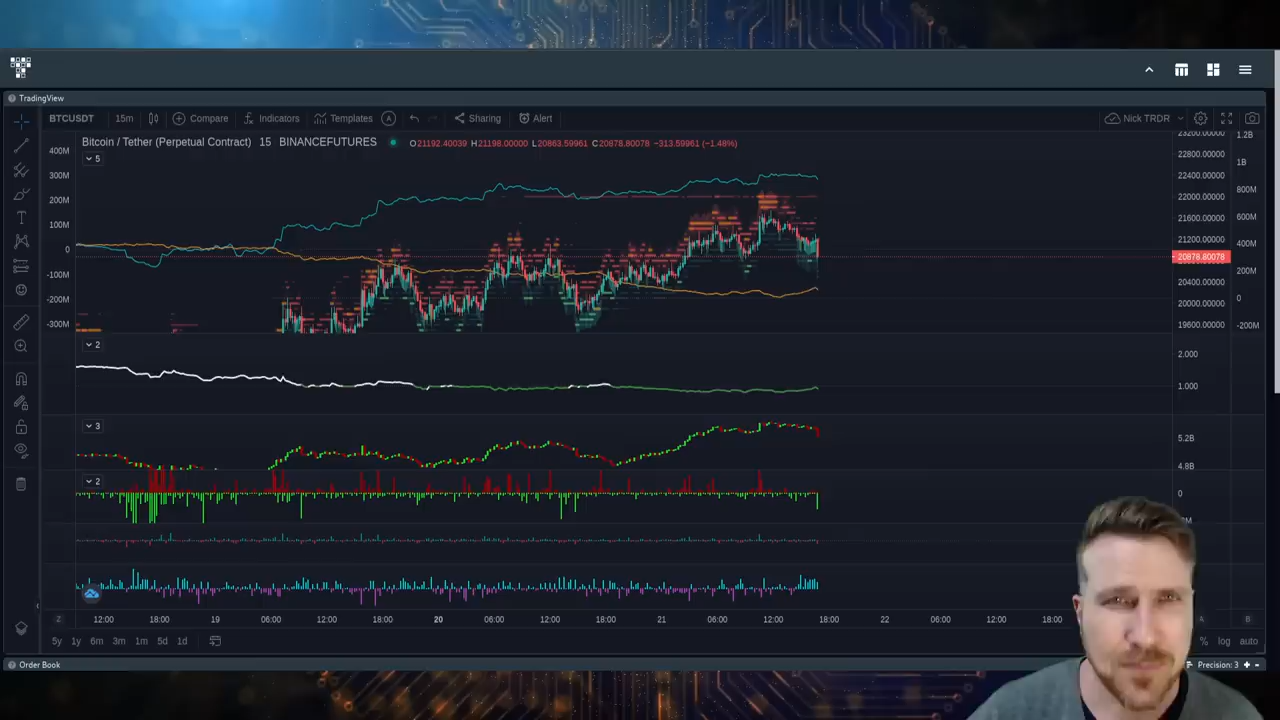 TradingView
BTCUSDT 15m Compare Indicators Templates A Sharing Alert Nick TRDR
Bitcoin / Tether (Perpetual Contract) 15 BINANCEFUTURES O21192.40039 H21198.00000 L20863.59961 C20878.80078 −313.59961 (−1.48%)
5
400M
300M
200M
100M
0
-100M
-200M
-300M
23200.00000
22800.00000
22400.00000
22000.00000
21600.00000
21200.00000
20878.80078
20400.00000
20000.00000
19600.00000
1.2B
1B
800M
600M
400M
200M
0
-200M
2
2.000
1.000
3
5.2B
4.8B
2
0
Z 12:00 18:00 19 06:00 12:00 18:00 20 06:00 12:00 18:00 21 06:00 12:00 18:00 22 06:00 12:00 18:00 A B
5y 1y 6m 3m 1m 5d 1d % log auto
Order Book Precision: 3 + -